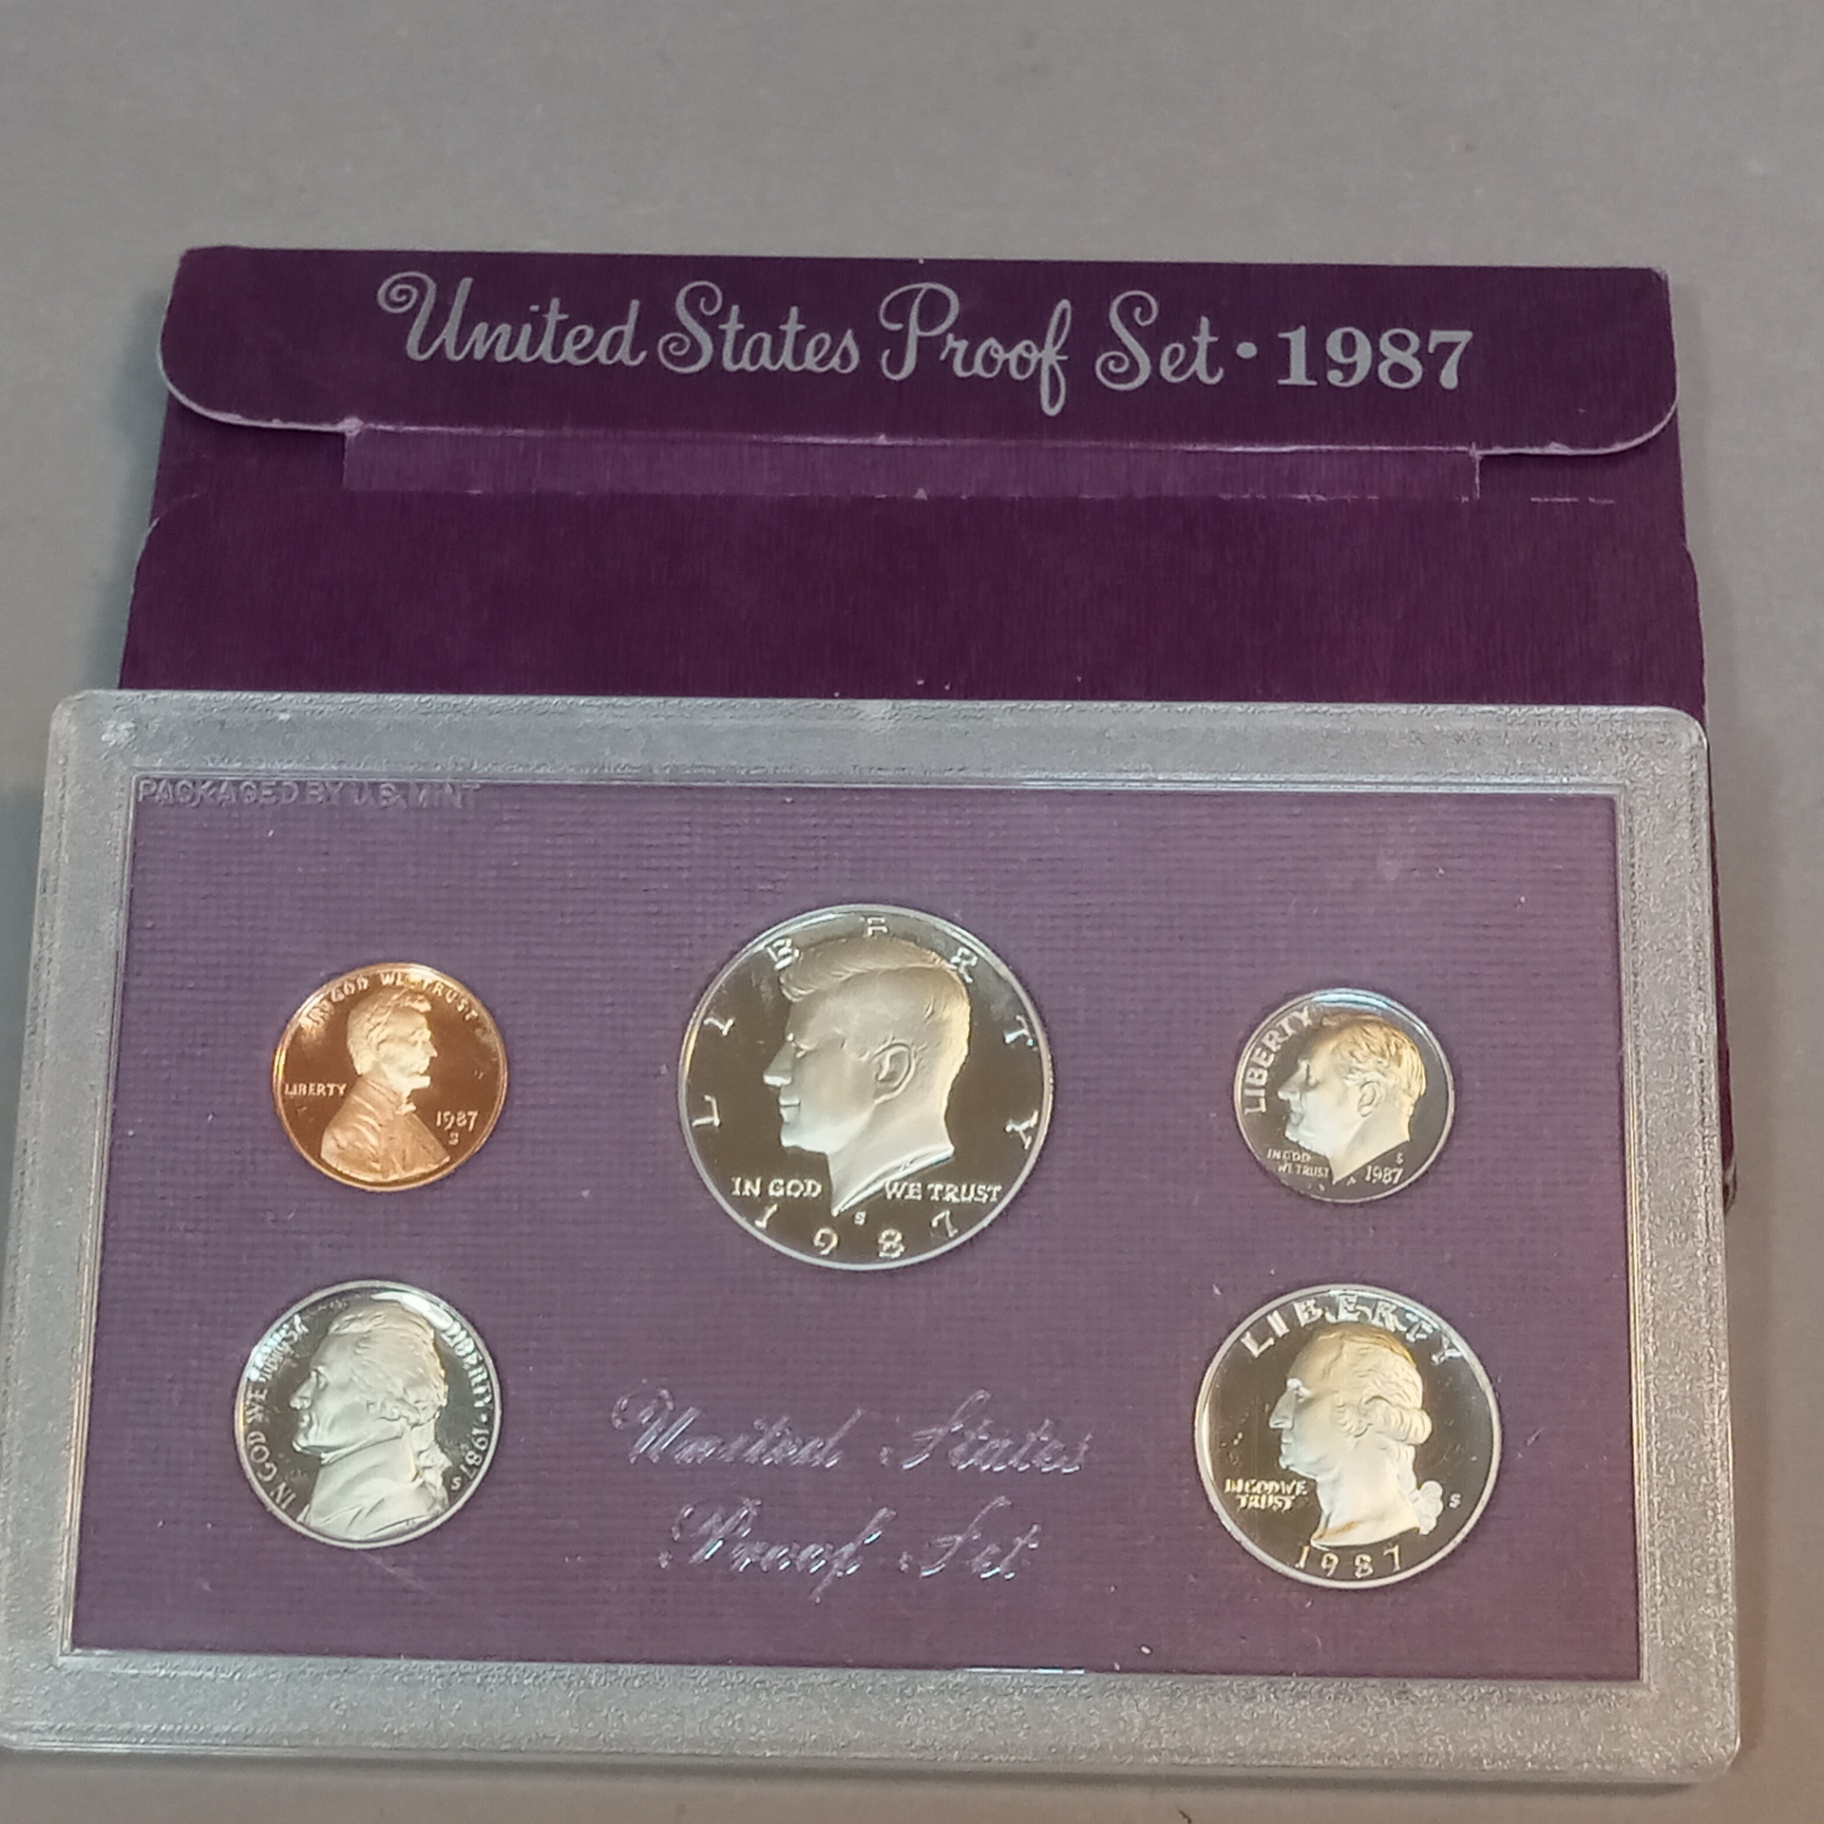 United States Proof Set · 1987
PACKAGED BY U.S. MINT
IN GOD WE TRUST
LIBERTY
1987
S
LIBERTY
IN GOD WE TRUST
S
1987
LIBERTY
IN GOD
WE TRUST
S
1987
IN GOD WE TRUST
LIBERTY · 1987
S
United States
Proof Set
LIBERTY
IN GOD WE
TRUST
S
1987